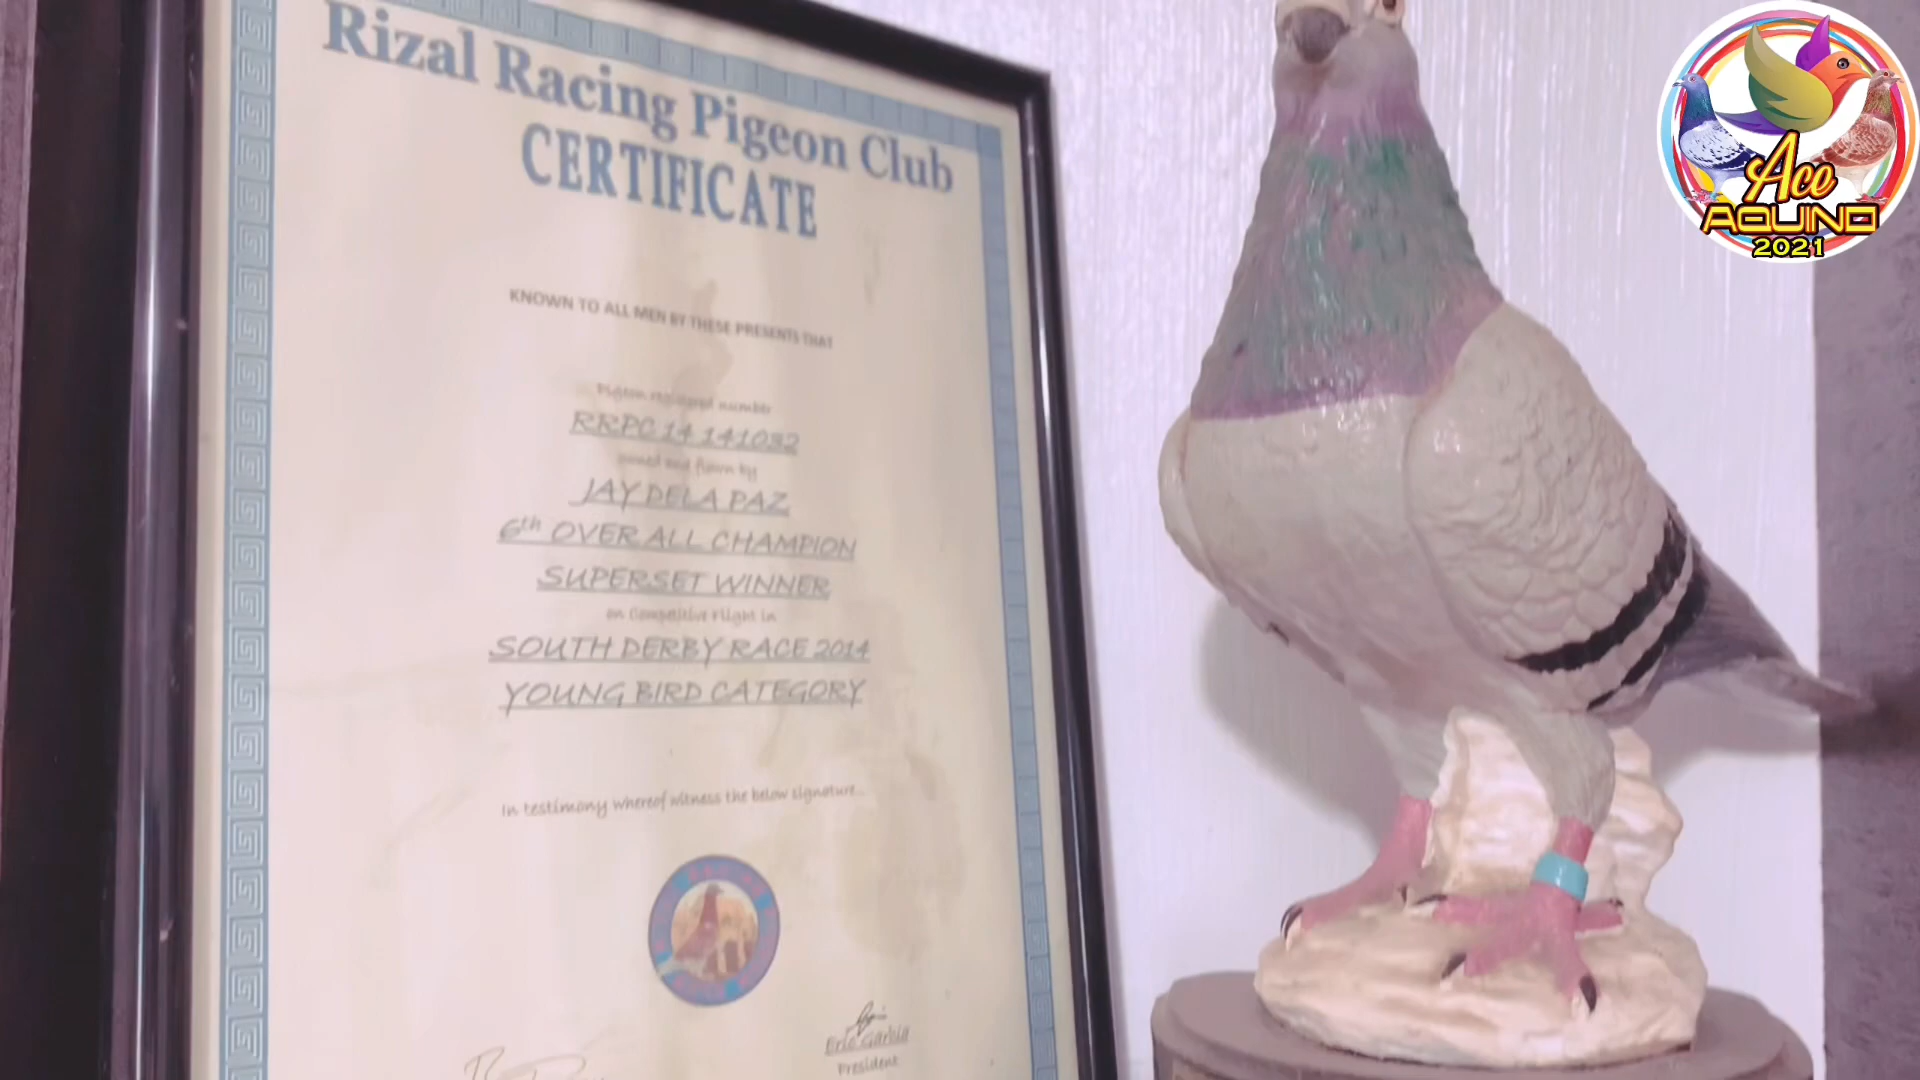 Rizal Racing Pigeon Club
CERTIFICATE
KNOWN TO ALL MEN BY THESE PRESENTS THAT
Pigeon registered number
RRPC 14 141032
owned and flown by
JAY DELA PAZ
6th OVER ALL CHAMPION
SUPERSET WINNER
on Competitive Flight in
SOUTH DERBY RACE 2014
YOUNG BIRD CATEGORY
In testimony whereof witness the below signature...
Eric Garcia
President
Ace
AQUINO
2021